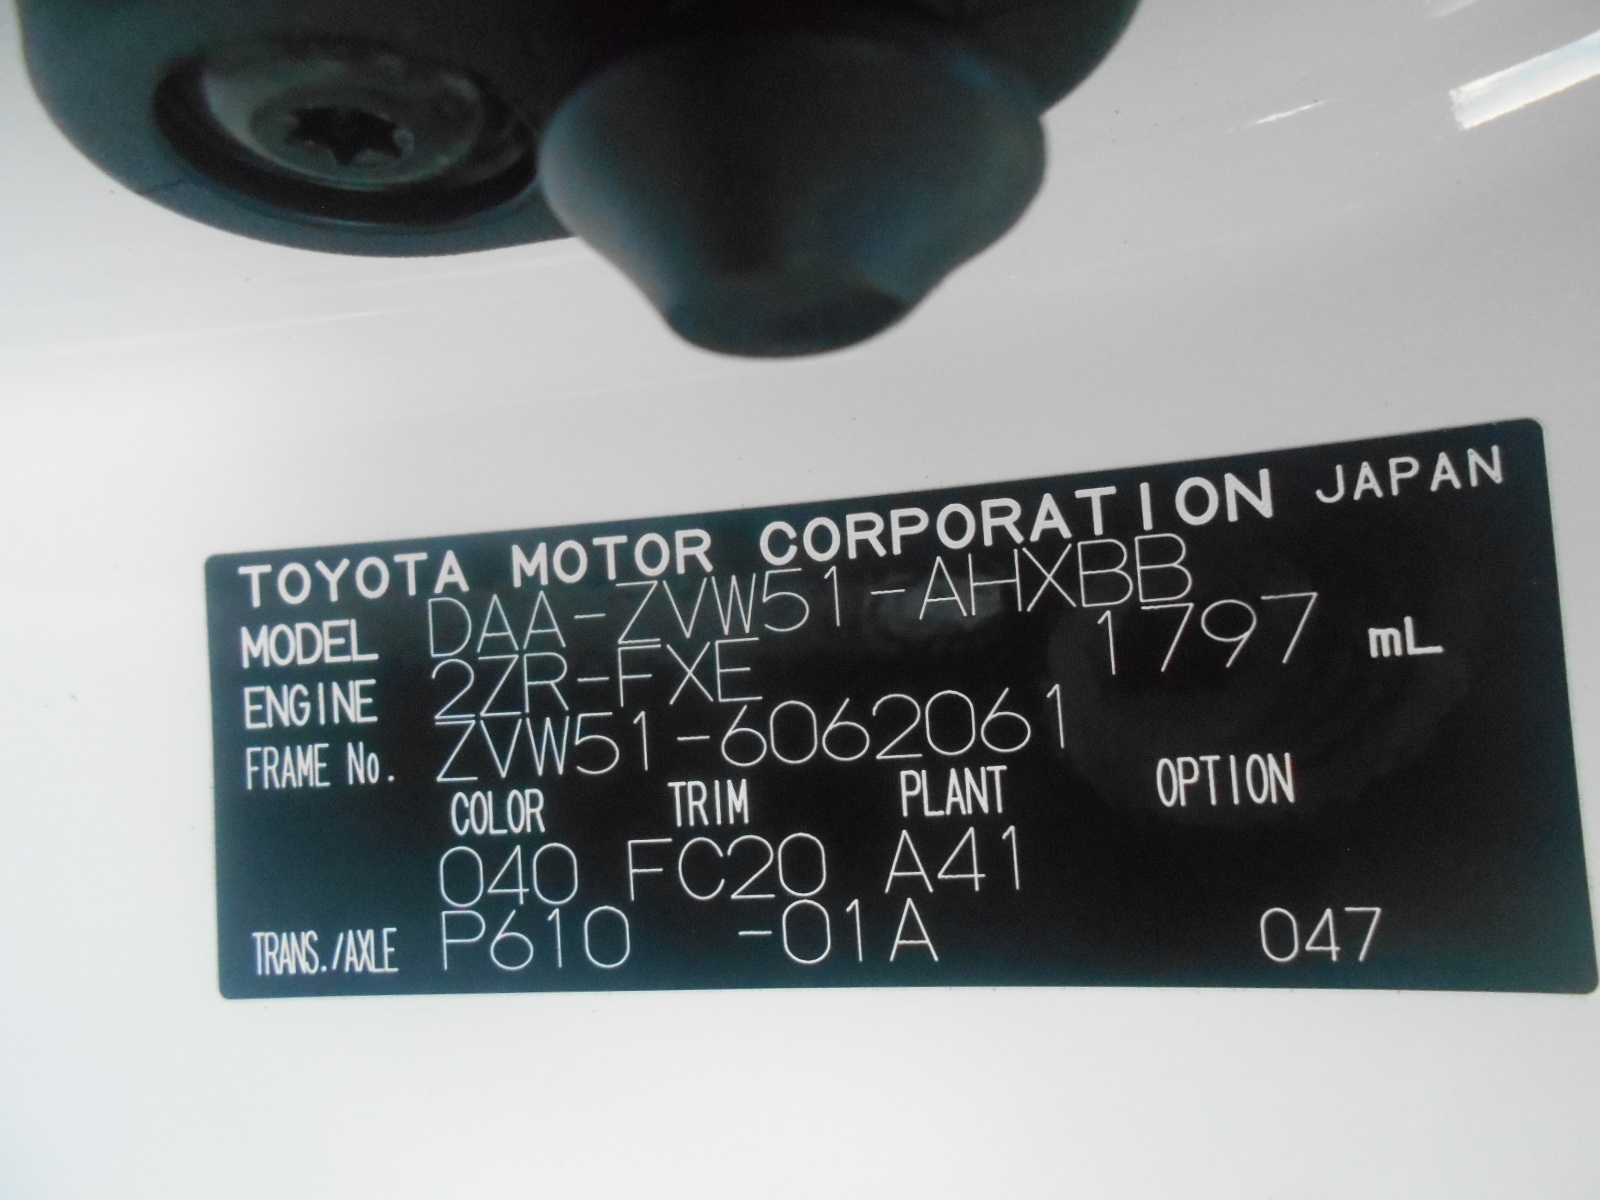 TOYOTA MOTOR CORPORATION JAPAN
MODEL DAA-ZVW51-AHXBB
ENGINE 2ZR-FXE 1797 mL
FRAME No. ZVW51-6062061
COLOR TRIM PLANT OPTION
040 FC20 A41
TRANS./AXLE P610 -01A 047